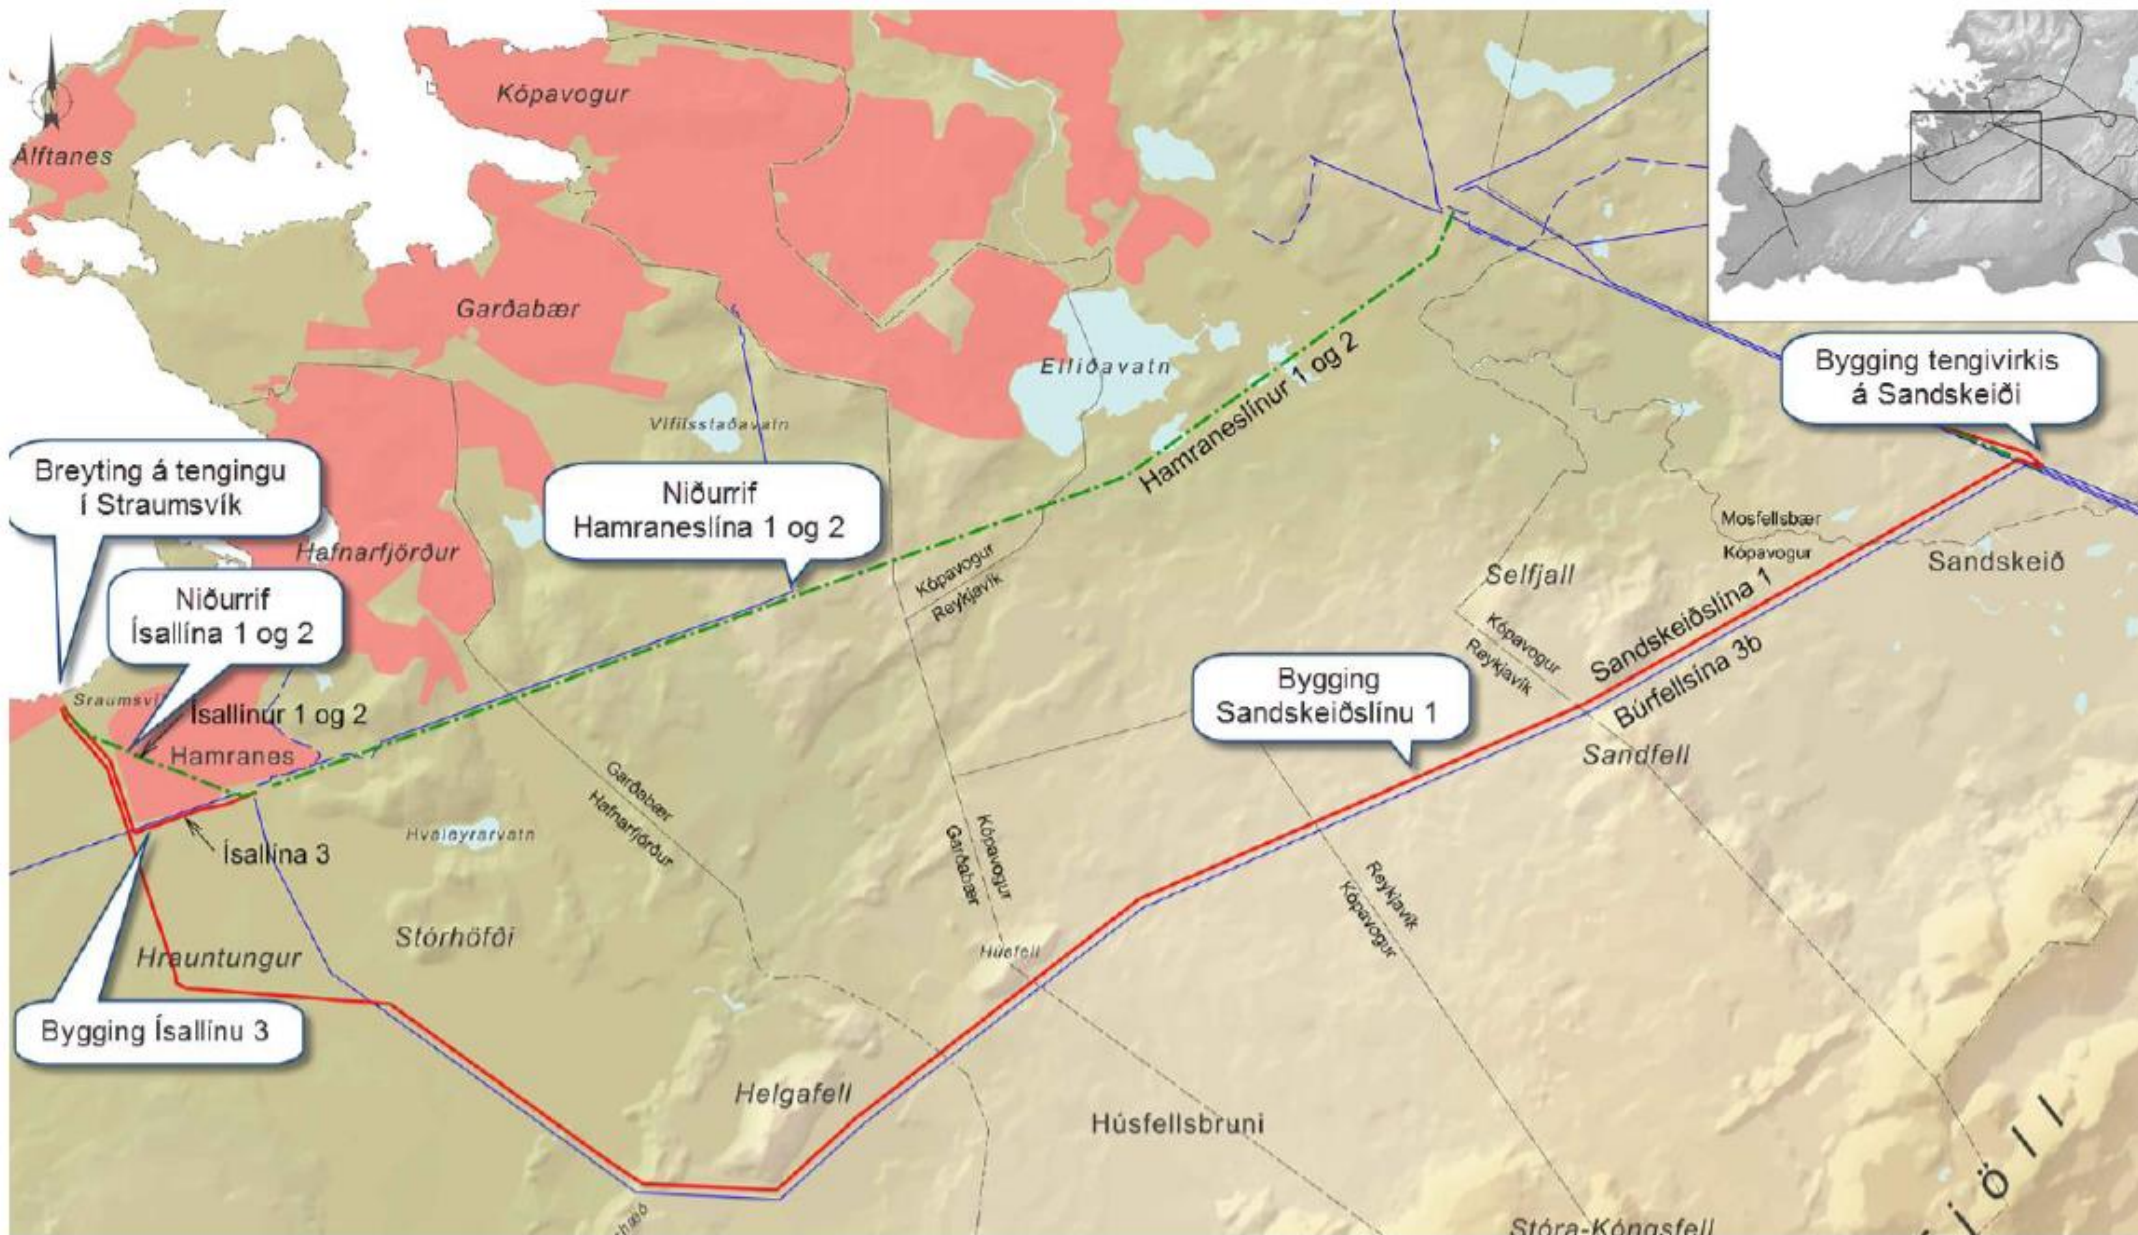 Kópavogur
Álftanes
Garðabær
Elliðavatn
Vífilsstaðavatn
Hamraneslínur 1 og 2
Bygging tengivirkis
á Sandskeiði
Breyting á tengingu
í Straumsvík
Niðurrif
Hamraneslína 1 og 2
Hafnarfjörður
Mosfellsbær
Kópavogur
Sandskeið
Selfjall
Kópavogur
Reykjavík
Niðurrif
Ísallína 1 og 2
Sandskeiðslína 1
Búrfellsína 3b
Kópavogur
Reykjavík
Bygging
Sandskeiðslínu 1
Sraumsví
Ísallínur 1 og 2
Hamranes
Sandfell
Garðabær
Hafnarfjörður
Hvaleyrarvatn
Ísallína 3
Kópavogur
Garðabær
Reykjavík
Kópavogur
Stórhöfði
Húsfell
Hrauntungur
Bygging Ísallínu 3
Helgafell
Húsfellsbruni
jöll
Stóra-Kóngsfell